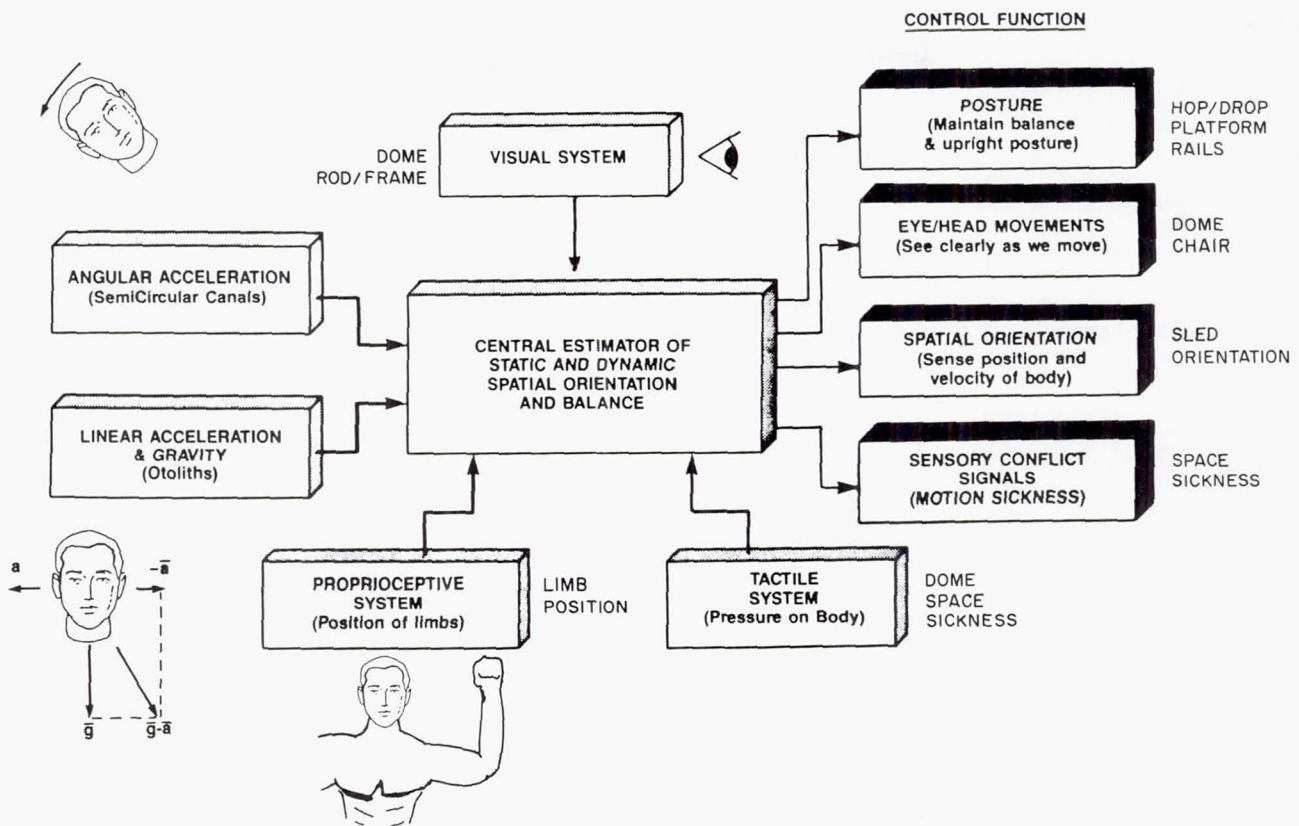 CONTROL FUNCTION
POSTURE
(Maintain balance
& upright posture)
HOP/DROP
PLATFORM
RAILS
VISUAL SYSTEM
DOME
ROD/FRAME
EYE/HEAD MOVEMENTS
(See clearly as we move)
DOME
CHAIR
ANGULAR ACCELERATION
(SemiCircular Canals)
CENTRAL ESTIMATOR OF
STATIC AND DYNAMIC
SPATIAL ORIENTATION
AND BALANCE
SPATIAL ORIENTATION
(Sense position and
velocity of body)
SLED
ORIENTATION
LINEAR ACCELERATION
& GRAVITY
(Otoliths)
SENSORY CONFLICT
SIGNALS
(MOTION SICKNESS)
SPACE
SICKNESS
a
-a̅
g̅
g̅-a̅
PROPRIOCEPTIVE
SYSTEM
(Position of limbs)
LIMB
POSITION
TACTILE
SYSTEM
(Pressure on Body)
DOME
SPACE
SICKNESS